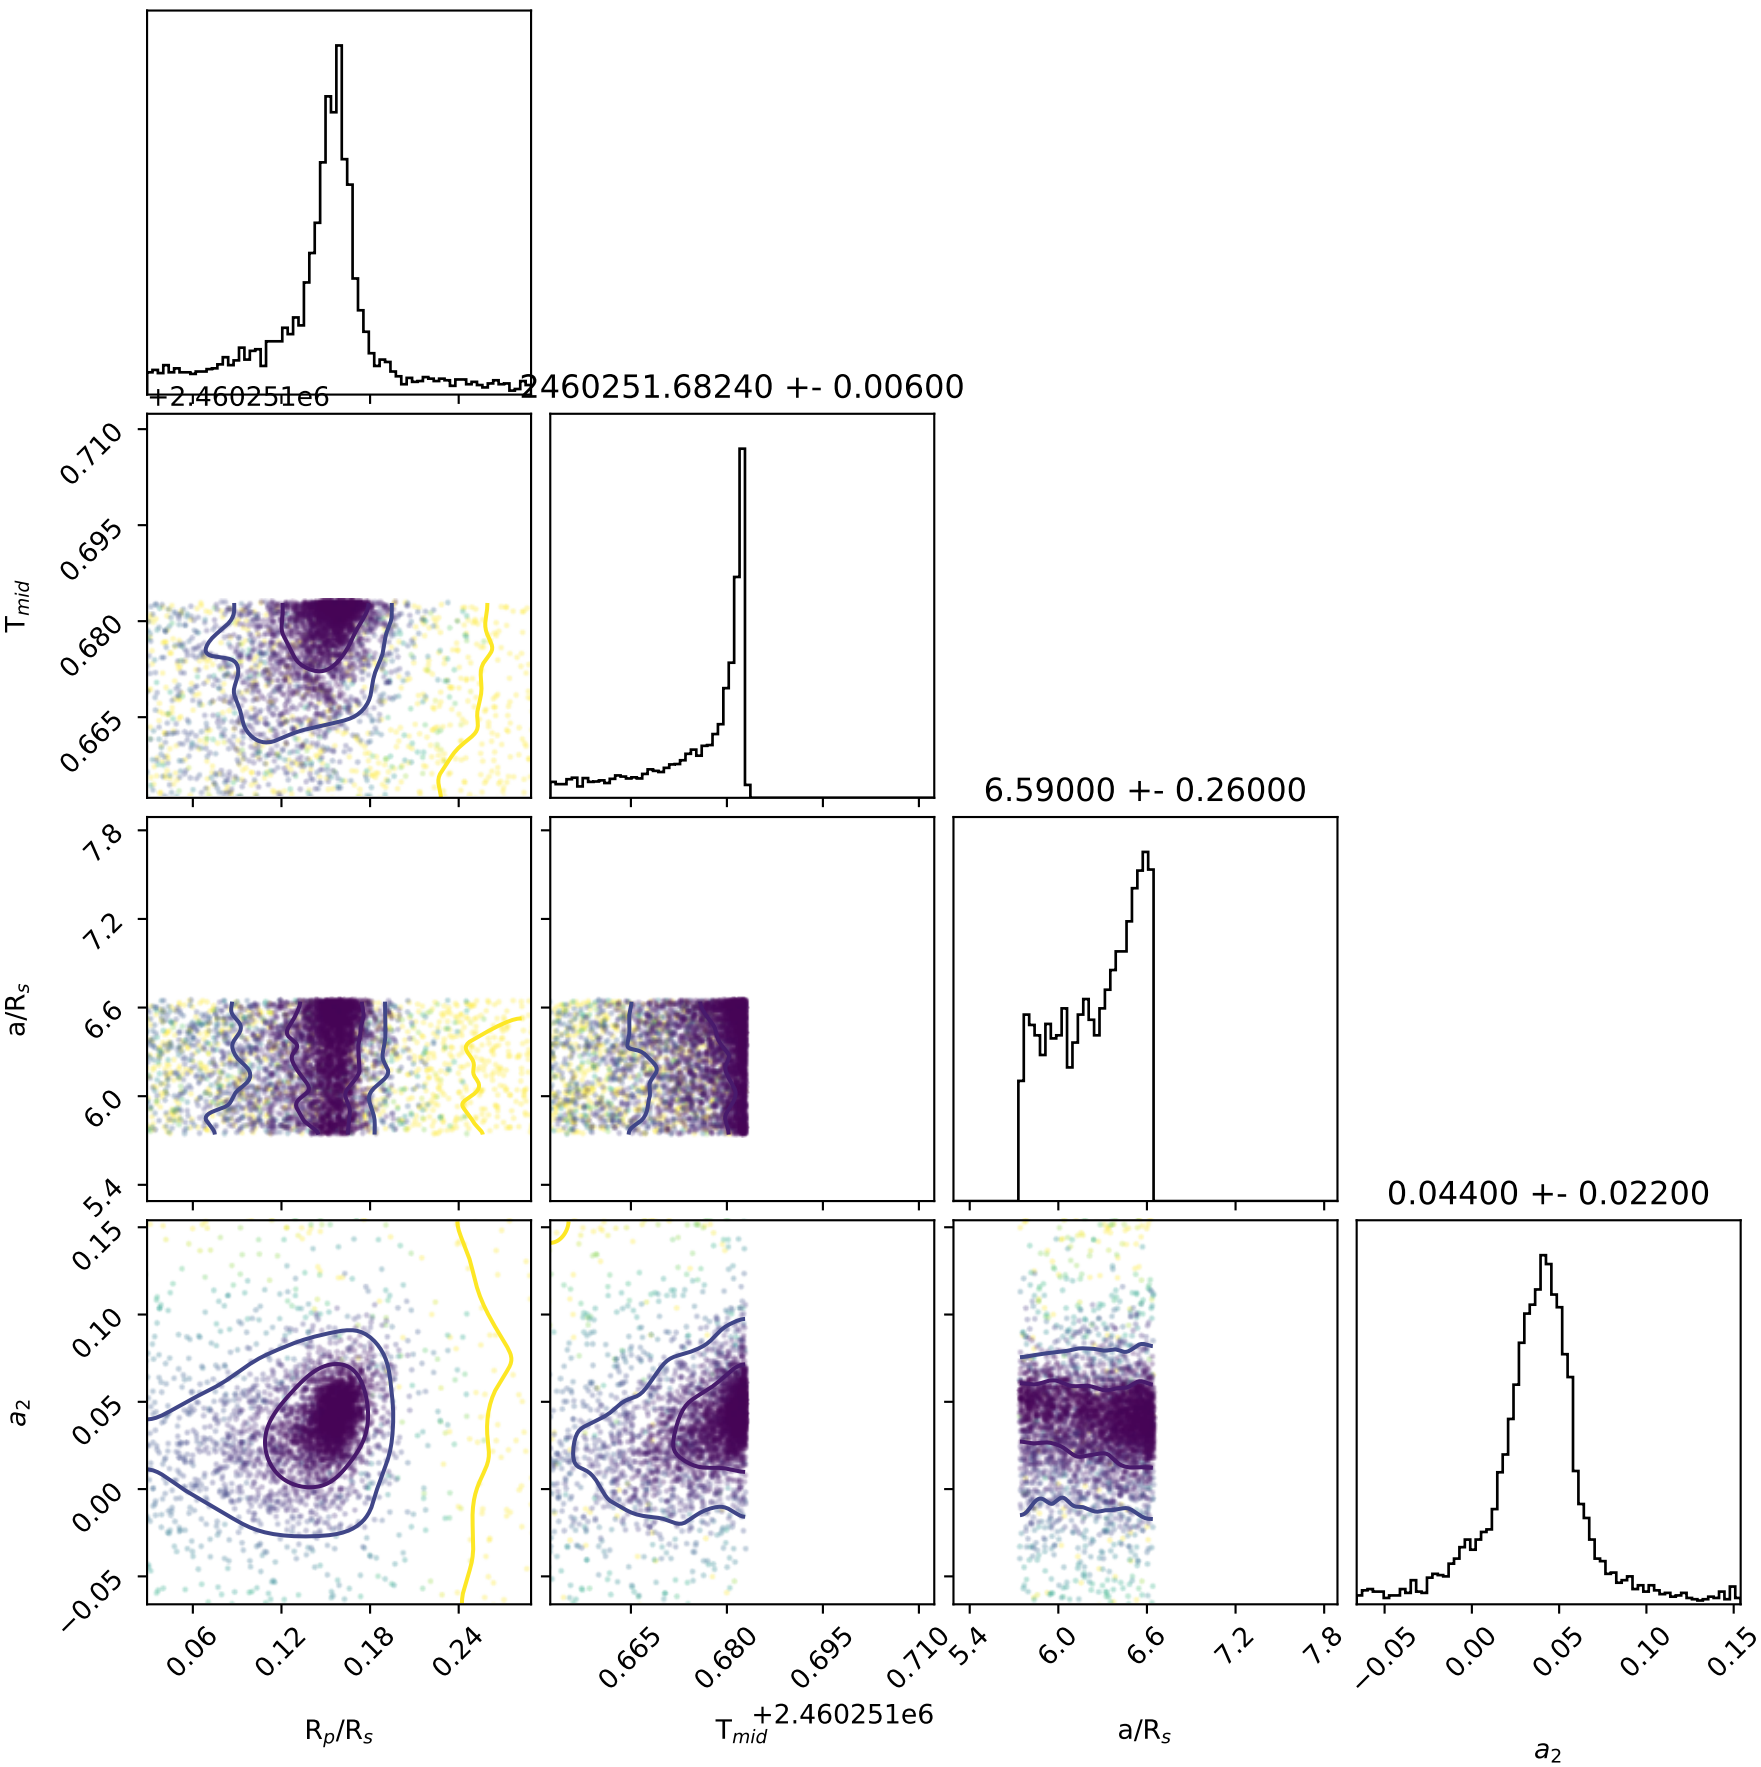 +2.460251e6
2460251.68240 +- 0.00600
0.710
0.695
0.680
0.665
T_mid
6.59000 +- 0.26000
7.8
7.2
6.6
6.0
5.4
a/R_s
0.04400 +- 0.02200
0.15
0.10
0.05
0.00
−0.05
a_2
0.06 0.12 0.18 0.24
0.665 0.680 0.695 0.710
5.4 6.0 6.6 7.2 7.8
−0.05 0.00 0.05 0.10 0.15
+2.460251e6
R_p/R_s
T_mid
a/R_s
a_2